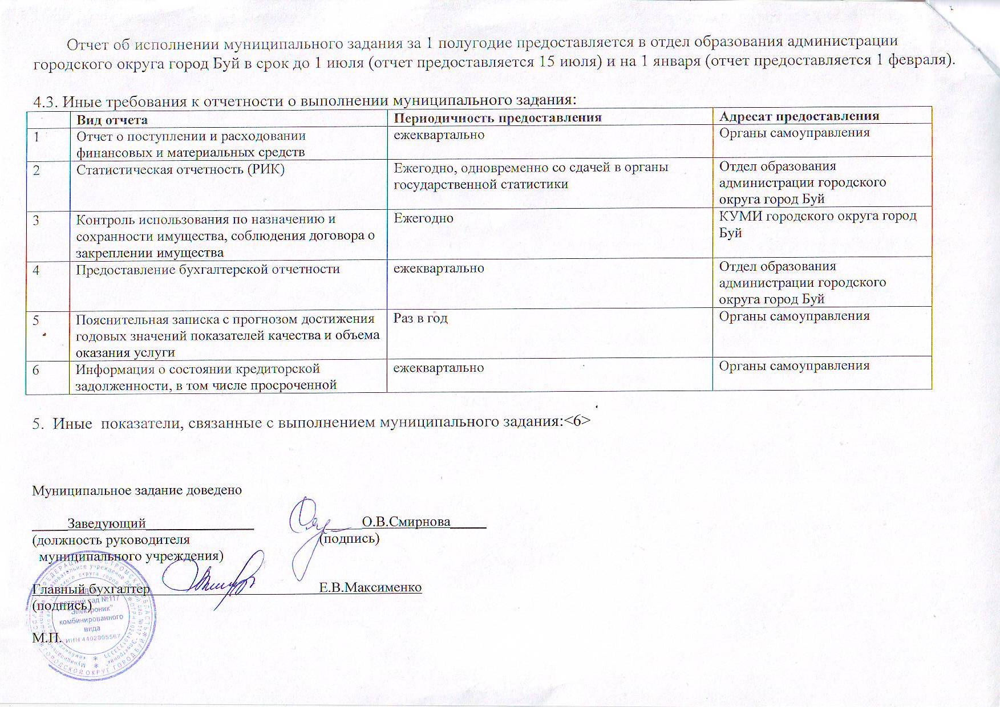 Отчет об исполнении муниципального задания за 1 полугодие предоставляется в отдел образования администрации
городского округа город Буй в срок до 1 июля (отчет предоставляется 15 июля) и на 1 января (отчет предоставляется 1 февраля).
4.3. Иные требования к отчетности о выполнении муниципального задания:
Вид отчета Периодичность предоставления Адресат предоставления
1 Отчет о поступлении и расходовании ежеквартально Органы самоуправления
финансовых и материальных средств
2 Статистическая отчетность (РИК) Ежегодно, одновременно со сдачей в органы Отдел образования
государственной статистики администрации городского
округа город Буй
3 Контроль использования по назначению и Ежегодно КУМИ городского округа город
сохранности имущества, соблюдения договора о Буй
закреплении имущества
4 Предоставление бухгалтерской отчетности ежеквартально Отдел образования
администрации городского
округа город Буй
5 Пояснительная записка с прогнозом достижения Раз в год Органы самоуправления
годовых значений показателей качества и объема
оказания услуги
6 Информация о состоянии кредиторской ежеквартально Органы самоуправления
задолженности, в том числе просроченной
5. Иные показатели, связанные с выполнением муниципального задания:<6>
Муниципальное задание доведено
Заведующий О.В.Смирнова
(должность руководителя (подпись)
муниципального учреждения)
Главный бухгалтер Е.В.Максименко
(подпись)
М.П.
детский сад №117
"Электроник"
комбинированного
вида
ИНН 4402005567
ГОРОДСКОЙ ОКРУГ ГОРОД БУЙ